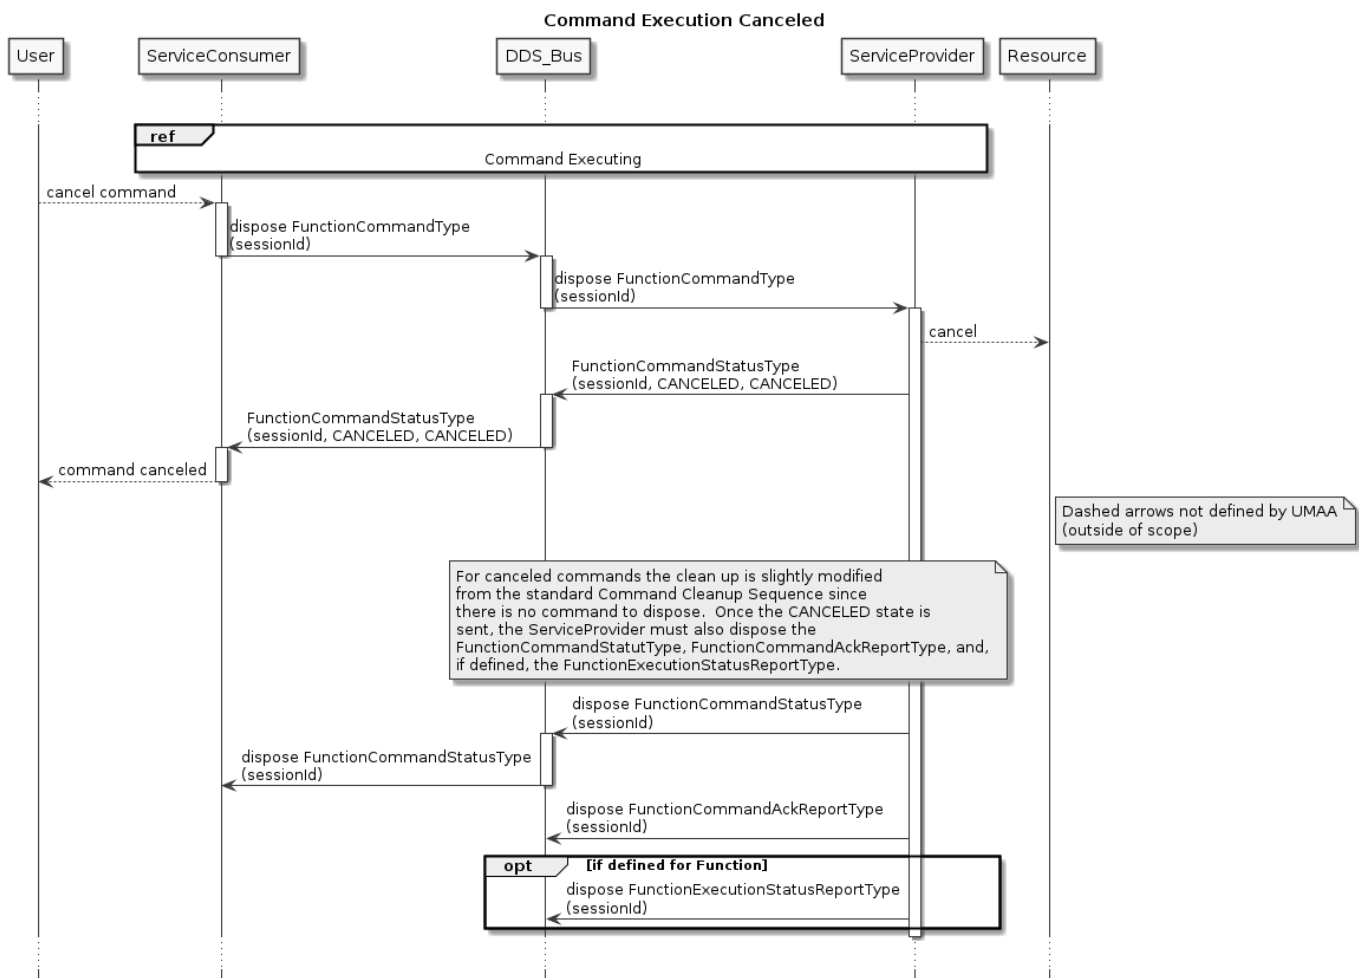 Command Execution Canceled
User
ServiceConsumer
DDS_Bus
ServiceProvider
Resource
ref
Command Executing
cancel command
dispose FunctionCommandType
(sessionId)
dispose FunctionCommandType
(sessionId)
cancel
FunctionCommandStatusType
(sessionId, CANCELED, CANCELED)
FunctionCommandStatusType
(sessionId, CANCELED, CANCELED)
command canceled
Dashed arrows not defined by UMAA
(outside of scope)
For canceled commands the clean up is slightly modified
from the standard Command Cleanup Sequence since
there is no command to dispose.  Once the CANCELED state is
sent, the ServiceProvider must also dispose the
FunctionCommandStatutType, FunctionCommandAckReportType, and,
if defined, the FunctionExecutionStatusReportType.
dispose FunctionCommandStatusType
(sessionId)
dispose FunctionCommandStatusType
(sessionId)
dispose FunctionCommandAckReportType
(sessionId)
opt
[if defined for Function]
dispose FunctionExecutionStatusReportType
(sessionId)